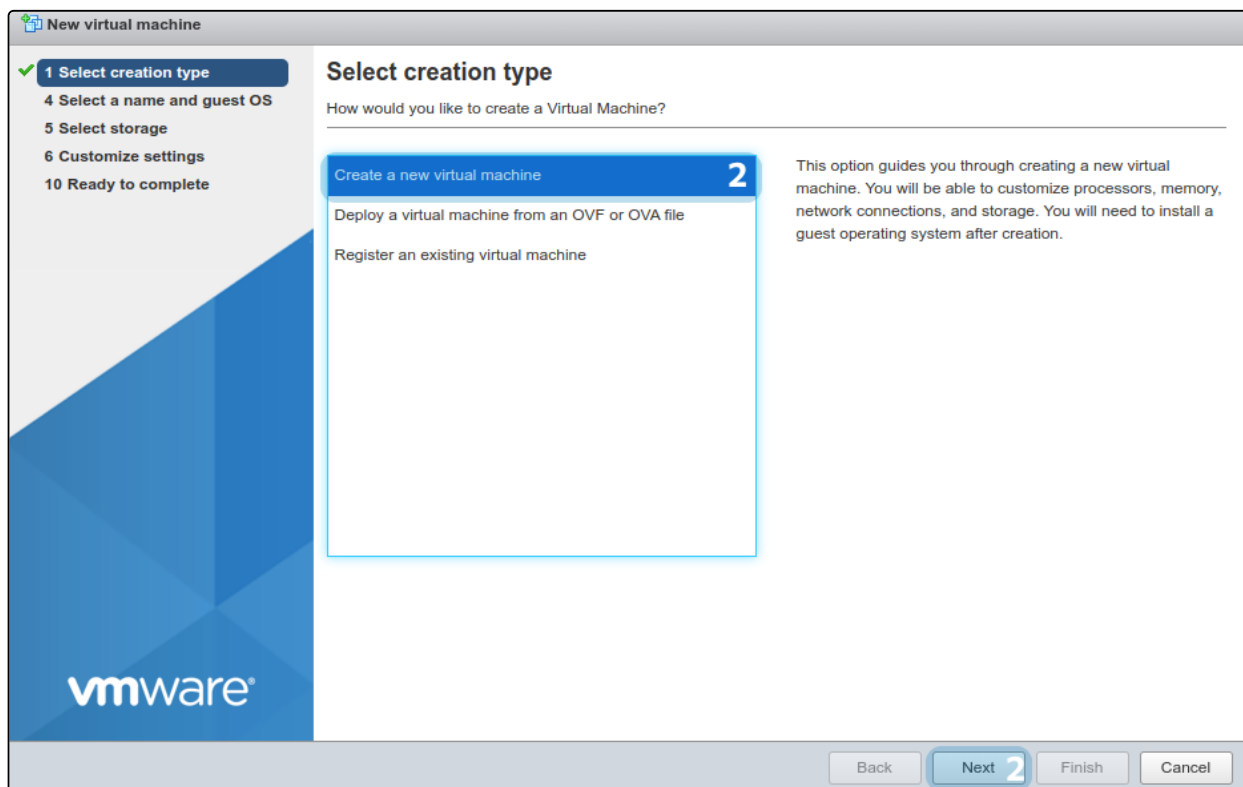 New virtual machine
1 Select creation type
4 Select a name and guest OS
5 Select storage
6 Customize settings
10 Ready to complete
vmware®
Select creation type
How would you like to create a Virtual Machine?
Create a new virtual machine 2
Deploy a virtual machine from an OVF or OVA file
Register an existing virtual machine
This option guides you through creating a new virtual
machine. You will be able to customize processors, memory,
network connections, and storage. You will need to install a
guest operating system after creation.
Back Next 2 Finish Cancel